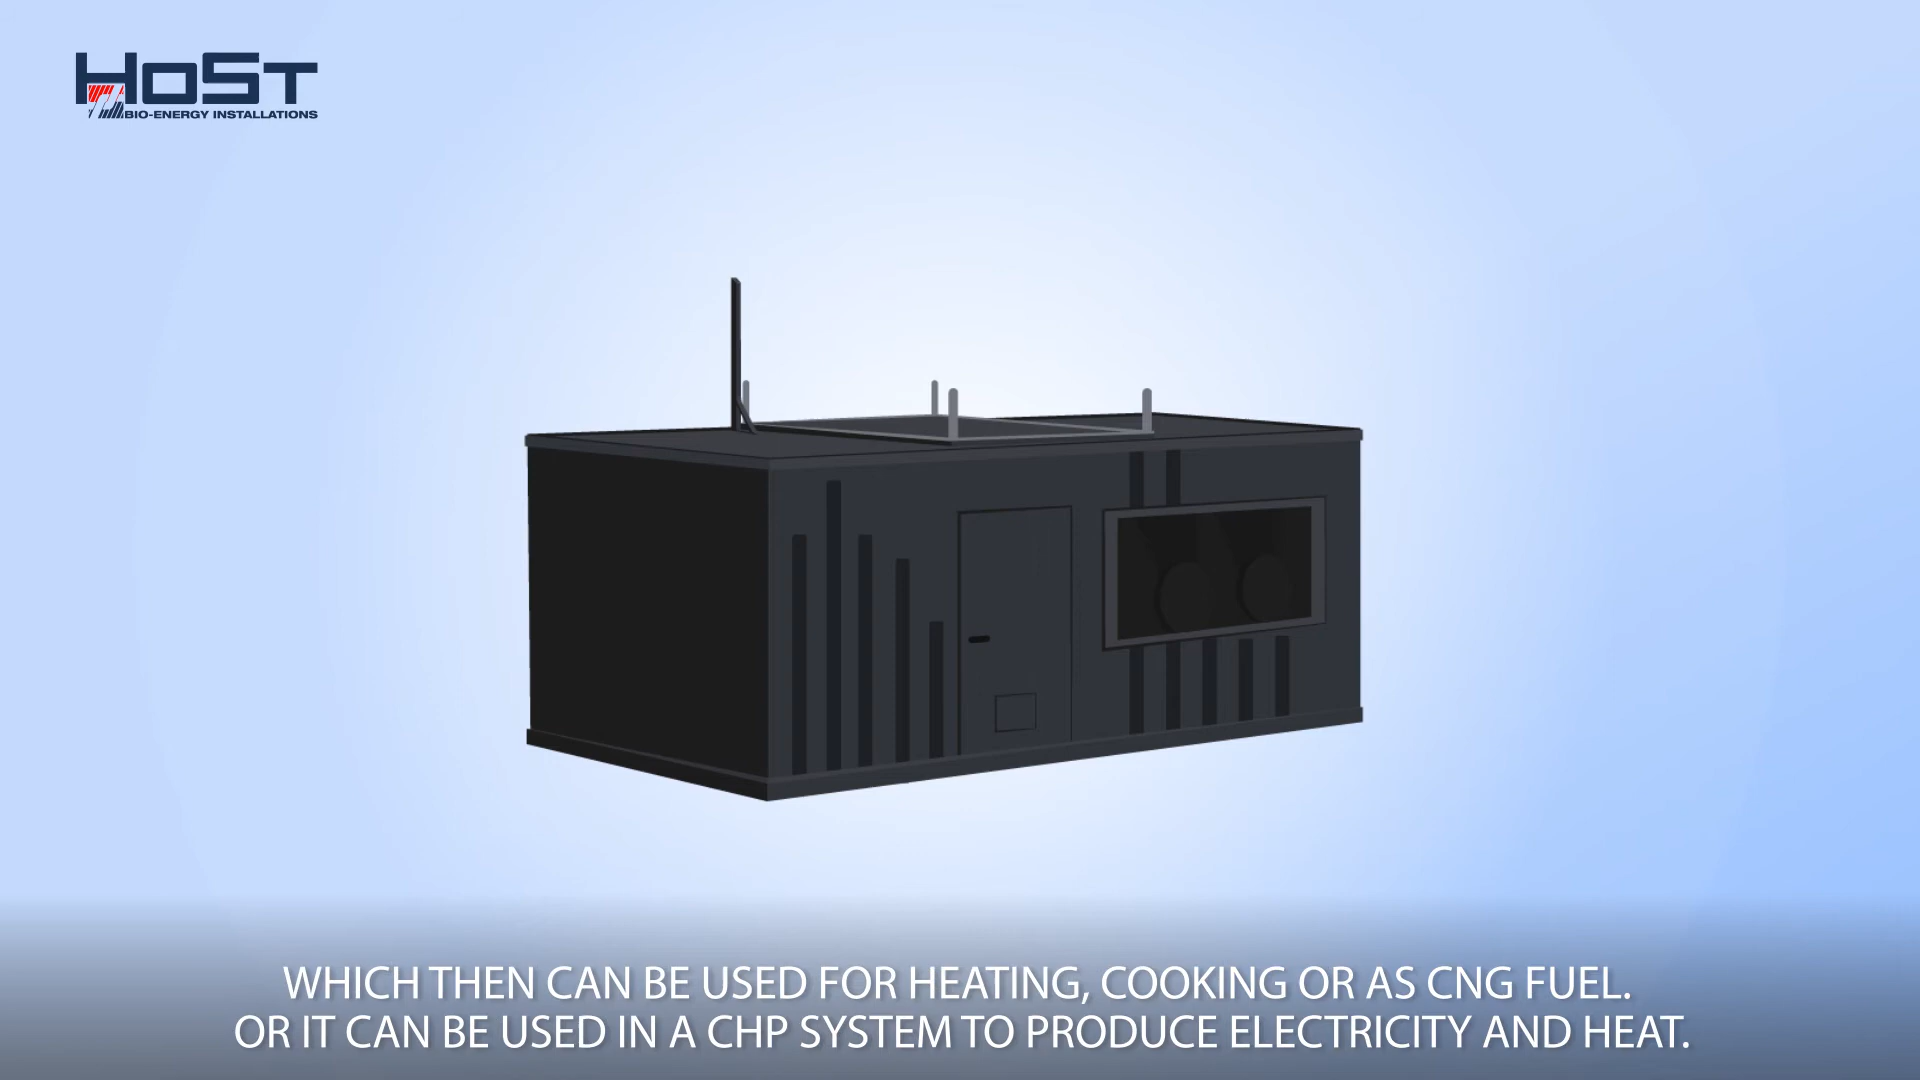 HoST
BIO-ENERGY INSTALLATIONS
WHICH THEN CAN BE USED FOR HEATING, COOKING OR AS CNG FUEL.
OR IT CAN BE USED IN A CHP SYSTEM TO PRODUCE ELECTRICITY AND HEAT.